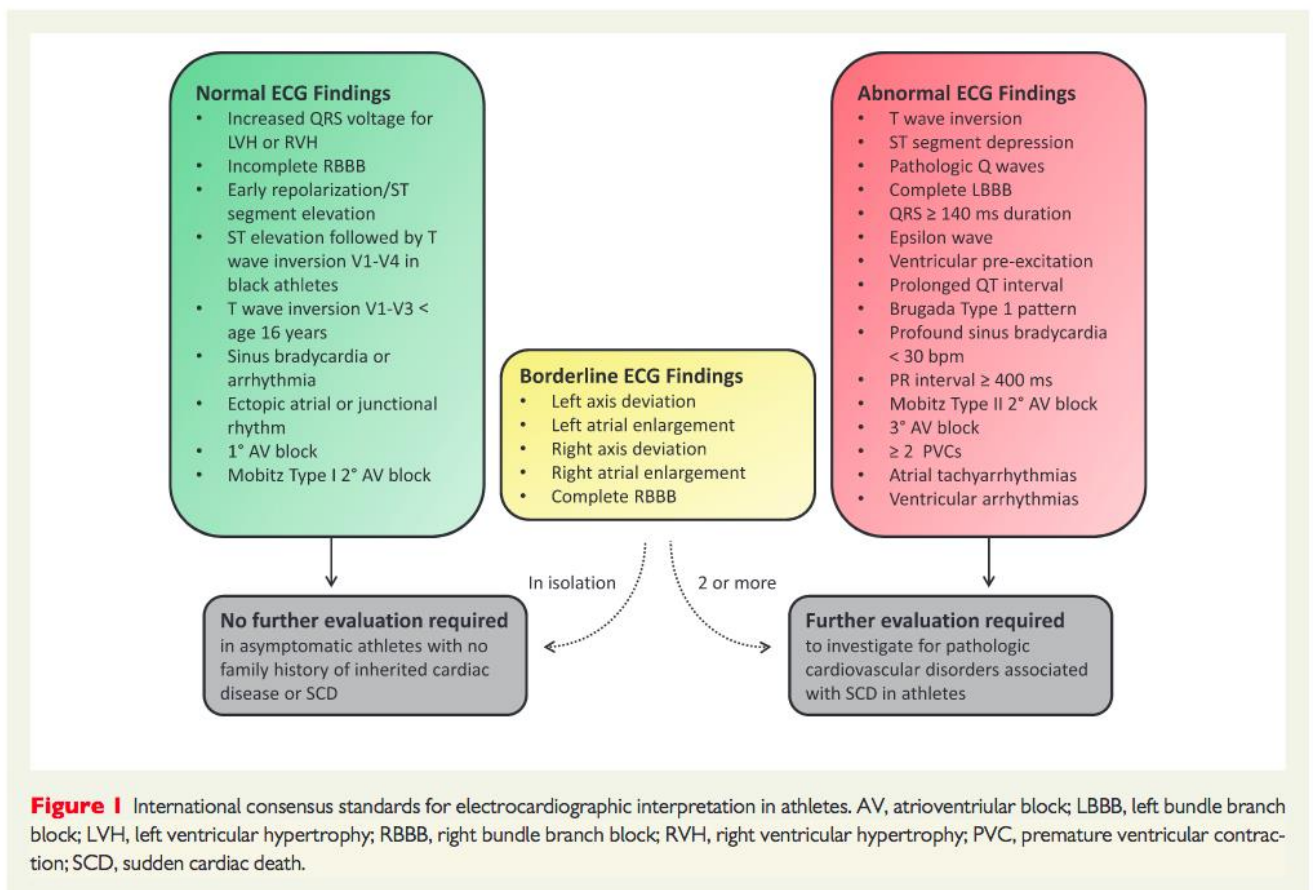 Normal ECG Findings
• Increased QRS voltage for
LVH or RVH
• Incomplete RBBB
• Early repolarization/ST
segment elevation
• ST elevation followed by T
wave inversion V1-V4 in
black athletes
• T wave inversion V1-V3 <
age 16 years
• Sinus bradycardia or
arrhythmia
• Ectopic atrial or junctional
rhythm
• 1° AV block
• Mobitz Type I 2° AV block
Borderline ECG Findings
• Left axis deviation
• Left atrial enlargement
• Right axis deviation
• Right atrial enlargement
• Complete RBBB
Abnormal ECG Findings
• T wave inversion
• ST segment depression
• Pathologic Q waves
• Complete LBBB
• QRS ≥ 140 ms duration
• Epsilon wave
• Ventricular pre-excitation
• Prolonged QT interval
• Brugada Type 1 pattern
• Profound sinus bradycardia
< 30 bpm
• PR interval ≥ 400 ms
• Mobitz Type II 2° AV block
• 3° AV block
• ≥ 2 PVCs
• Atrial tachyarrhythmias
• Ventricular arrhythmias
In isolation
2 or more
No further evaluation required
in asymptomatic athletes with no
family history of inherited cardiac
disease or SCD
Further evaluation required
to investigate for pathologic
cardiovascular disorders associated
with SCD in athletes
Figure 1 International consensus standards for electrocardiographic interpretation in athletes. AV, atrioventriular block; LBBB, left bundle branch
block; LVH, left ventricular hypertrophy; RBBB, right bundle branch block; RVH, right ventricular hypertrophy; PVC, premature ventricular contrac-
tion; SCD, sudden cardiac death.